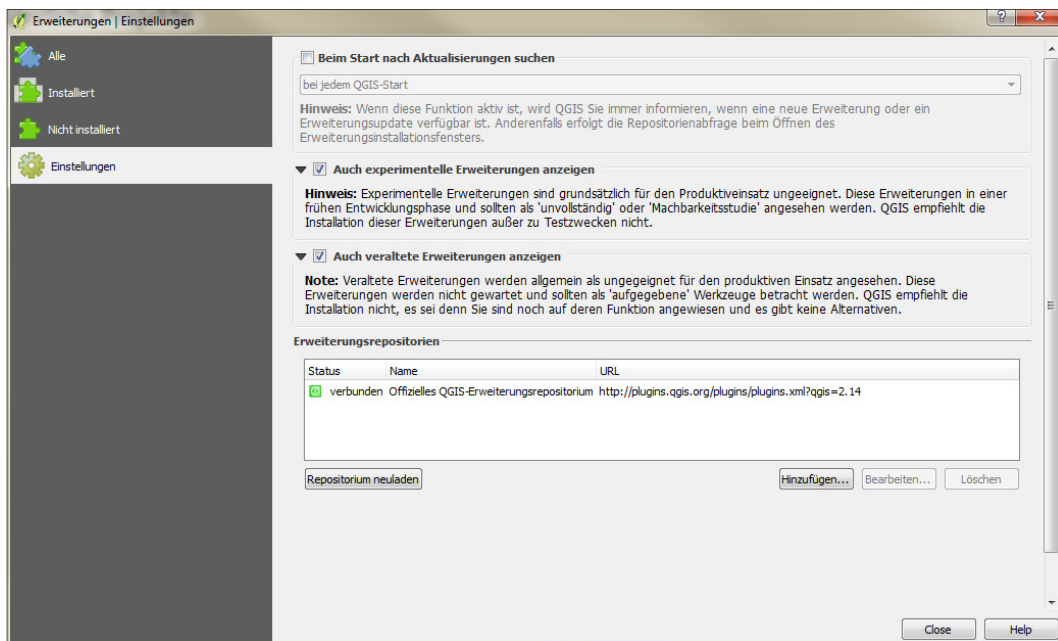 Erweiterungen | Einstellungen
Alle
Installiert
Nicht installiert
Einstellungen
Beim Start nach Aktualisierungen suchen
bei jedem QGIS-Start
Hinweis: Wenn diese Funktion aktiv ist, wird QGIS Sie immer informieren, wenn eine neue Erweiterung oder ein
Erweiterungsupdate verfügbar ist. Anderenfalls erfolgt die Repositorienabfrage beim Öffnen des
Erweiterungsinstallationsfensters.
Auch experimentelle Erweiterungen anzeigen
Hinweis: Experimentelle Erweiterungen sind grundsätzlich für den Produktiveinsatz ungeeignet. Diese Erweiterungen in einer
frühen Entwicklungsphase und sollten als 'unvollständig' oder 'Machbarkeitsstudie' angesehen werden. QGIS empfiehlt die
Installation dieser Erweiterungen außer zu Testzwecken nicht.
Auch veraltete Erweiterungen anzeigen
Note: Veraltete Erweiterungen werden allgemein als ungegeignet für den produktiven Einsatz angesehen. Diese
Erweiterungen werden nicht gewartet und sollten als 'aufgegebene' Werkzeuge betracht werden. QGIS empfiehlt die
Installation nicht, es sei denn Sie sind noch auf deren Funktion angewiesen und es gibt keine Alternativen.
Erweiterungsrepositorien
Status Name URL
verbunden Offizielles QGIS-Erweiterungsrepositorium http://plugins.qgis.org/plugins/plugins.xml?qgis=2.14
Repositorium neuladen Hinzufügen... Bearbeiten... Löschen
Close Help